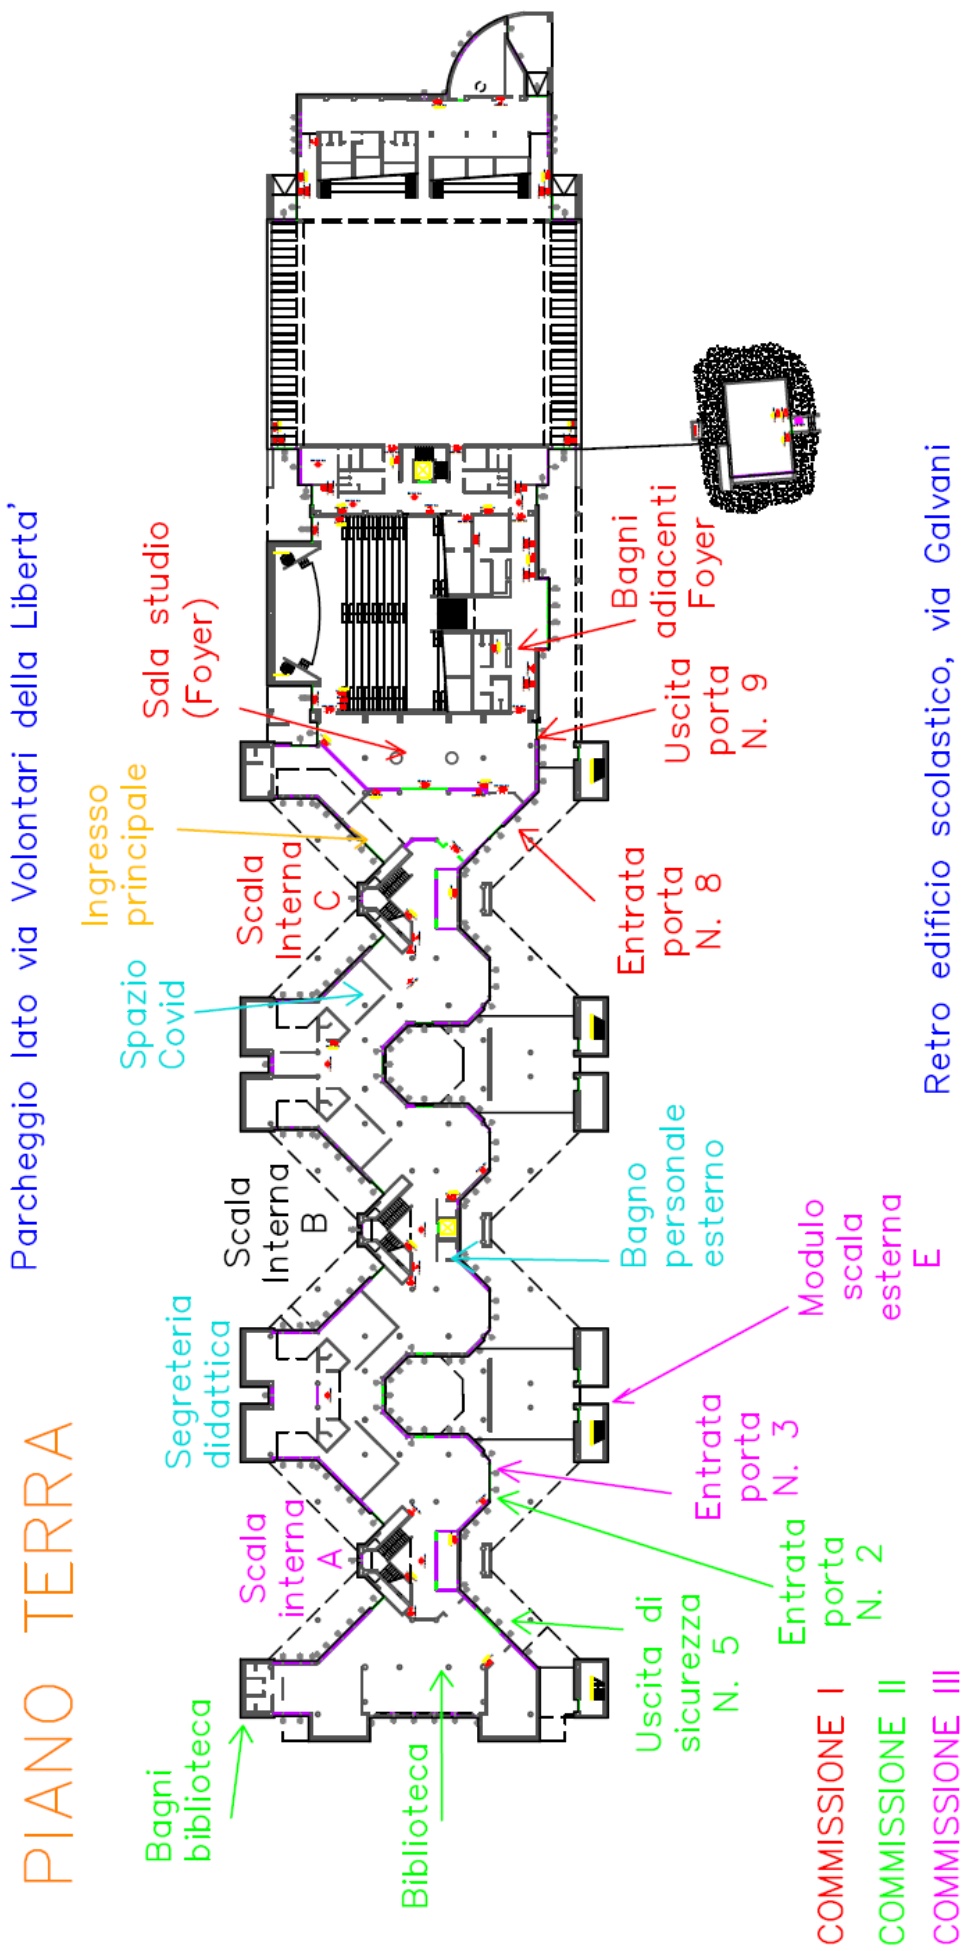 PIANO TERRA
Parcheggio lato via Volontari della Liberta'
Bagni
biblioteca
Segreteria
didattica
Spazio
Covid
Ingresso
principale
Sala studio
(Foyer)
Scala
interna
A
Scala
Interna
B
Scala
Interna
C
Biblioteca
Uscita di
sicurezza
N. 5
Entrata
porta
N. 2
Entrata
porta
N. 3
Modulo
scala
esterna
E
Bagno
personale
esterno
Entrata
porta
N. 8
Uscita
porta
N. 9
Bagni
adiacenti
Foyer
COMMISSIONE I
COMMISSIONE II
COMMISSIONE III
Retro edificio scolastico, via Galvani